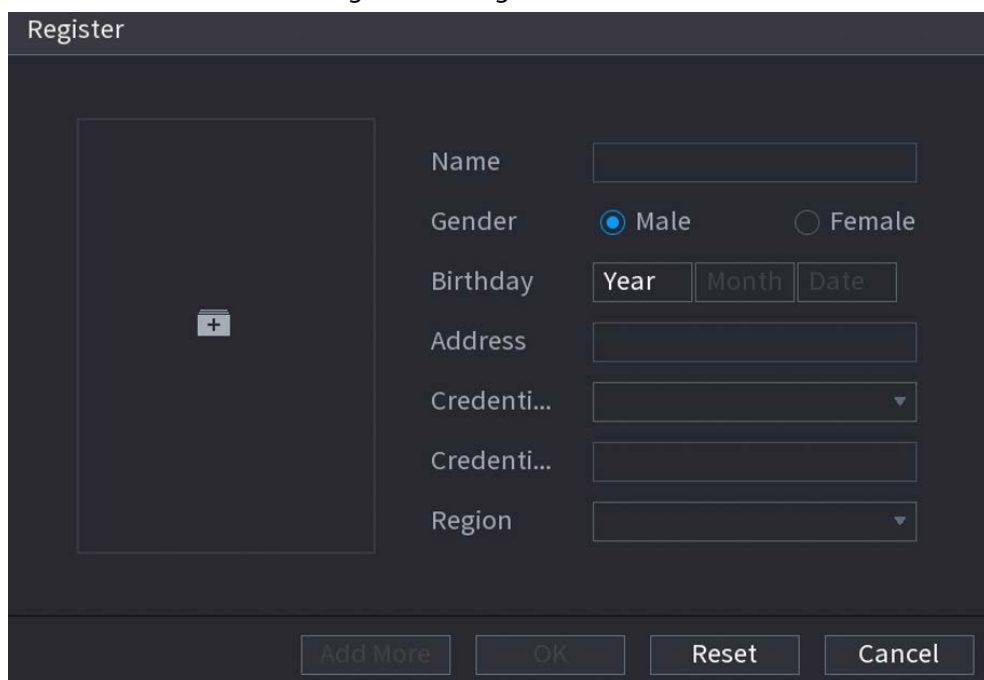 Register
Name
Gender Male Female
Birthday Year Month Date
Address
Credenti...
Credenti...
Region
Add More OK Reset Cancel